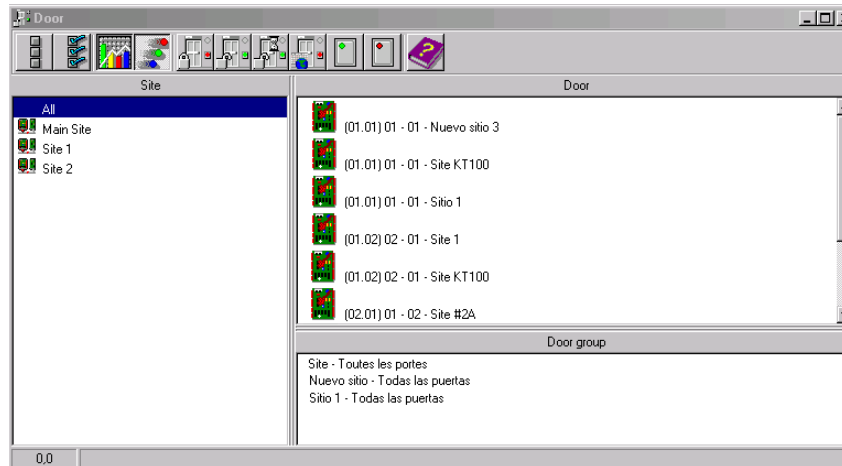 Door
Site
All
Main Site
Site 1
Site 2
Door
(01.01) 01 - 01 - Nuevo sitio 3
(01.01) 01 - 01 - Site KT100
(01.01) 01 - 01 - Sitio 1
(01.02) 02 - 01 - Site 1
(01.02) 02 - 01 - Site KT100
(02.01) 01 - 02 - Site #2A
Door group
Site - Toutes les portes
Nuevo sitio - Todas las puertas
Sitio 1 - Todas las puertas
0,0